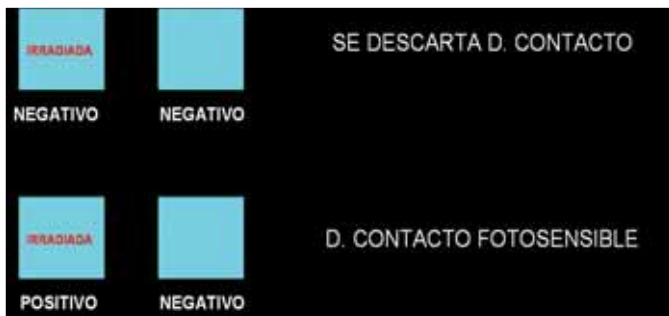 IRRADIADA
SE DESCARTA D. CONTACTO
NEGATIVO NEGATIVO
IRRADIADA
D. CONTACTO FOTOSENSIBLE
POSITIVO NEGATIVO